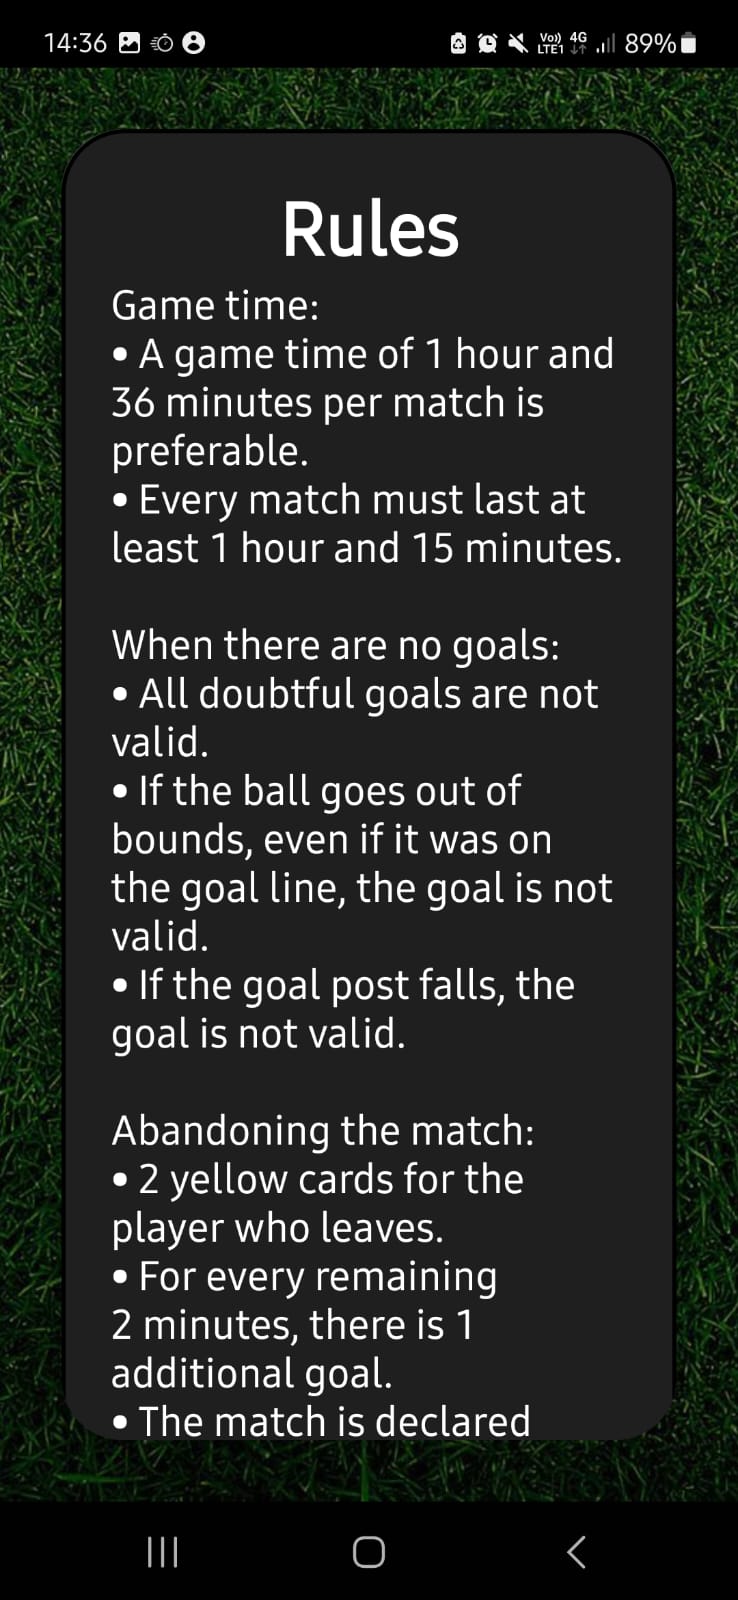 14:36
Vo)) LTE1 4G 89%
Rules
Game time:
• A game time of 1 hour and
36 minutes per match is
preferable.
• Every match must last at
least 1 hour and 15 minutes.
When there are no goals:
• All doubtful goals are not
valid.
• If the ball goes out of
bounds, even if it was on
the goal line, the goal is not
valid.
• If the goal post falls, the
goal is not valid.
Abandoning the match:
• 2 yellow cards for the
player who leaves.
• For every remaining
2 minutes, there is 1
additional goal.
• The match is declared